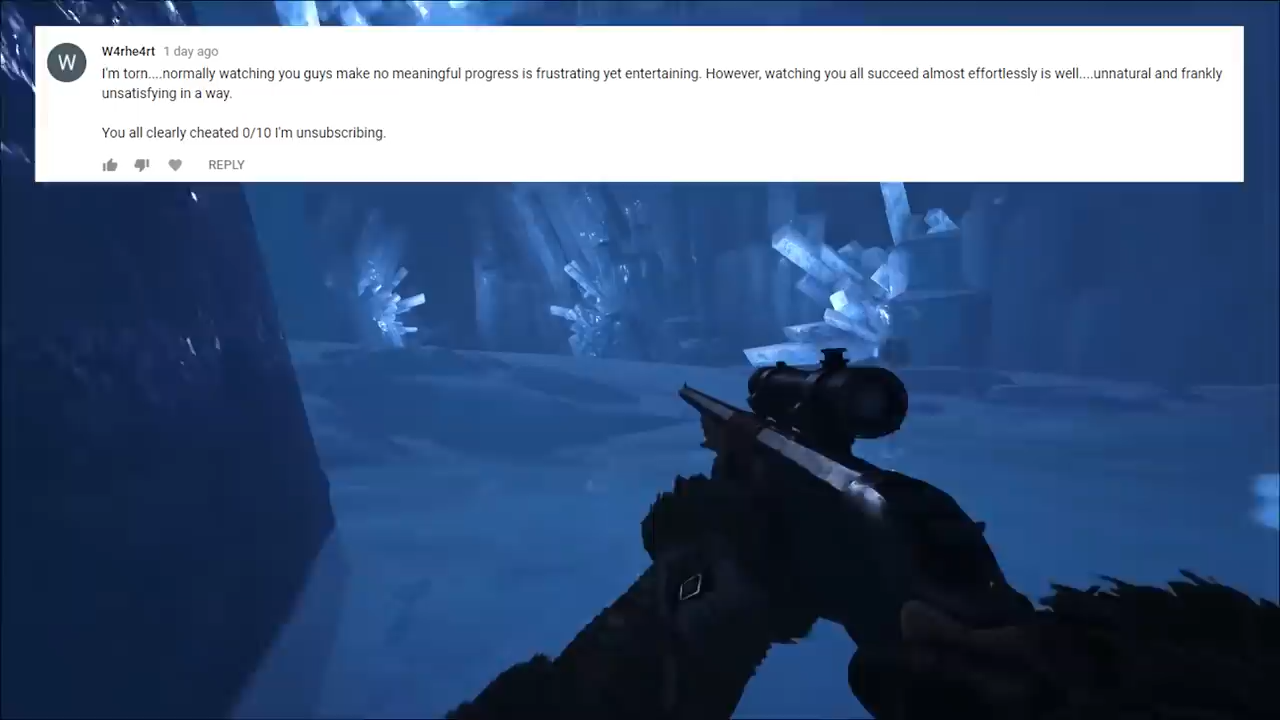 W
W4rhe4rt 1 day ago
I'm torn....normally watching you guys make no meaningful progress is frustrating yet entertaining. However, watching you all succeed almost effortlessly is well....unnatural and frankly
unsatisfying in a way.
You all clearly cheated 0/10 I'm unsubscribing.
REPLY